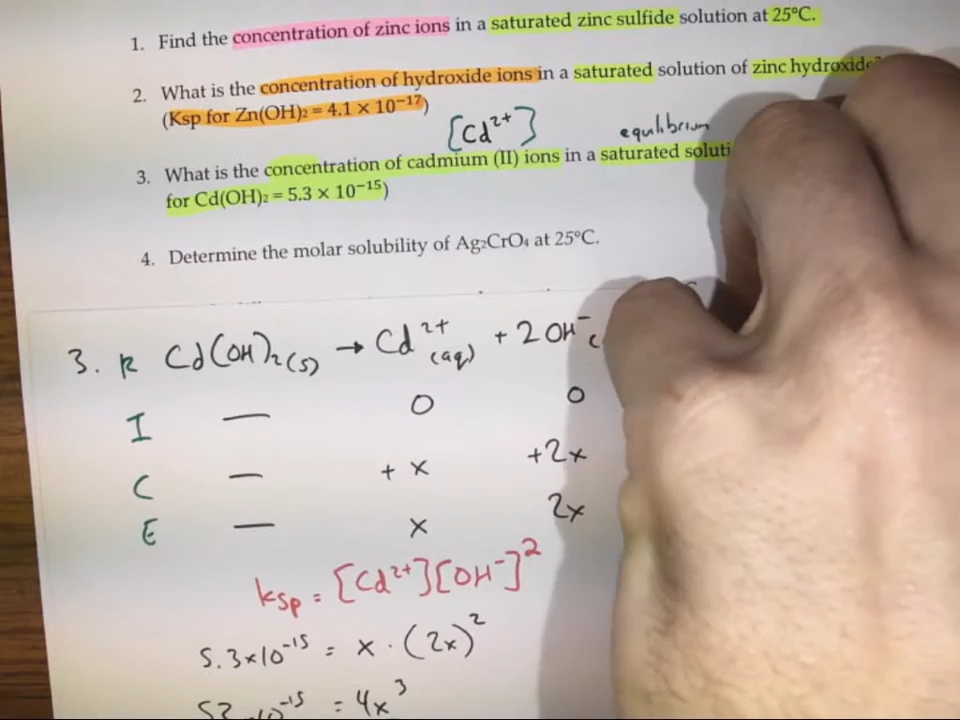 1. Find the concentration of zinc ions in a saturated zinc sulfide solution at 25°C.
2. What is the concentration of hydroxide ions in a saturated solution of zinc hydroxide
(Ksp for Zn(OH)₂ = 4.1 × 10⁻¹⁷)
[Cd²⁺] equilibrium
3. What is the concentration of cadmium (II) ions in a saturated
for Cd(OH)₂ = 5.3 × 10⁻¹⁵)
4. Determine the molar solubility of Ag₂CrO₄ at 25°C.
3. R Cd(OH)₂(s) → Cd²⁺(aq) + 2OH⁻
I — 0 0
C — + x +2x
E — x 2x
Ksp = [Cd²⁺][OH⁻]²
5.3×10⁻¹⁵ = x · (2x)²
= 4x³